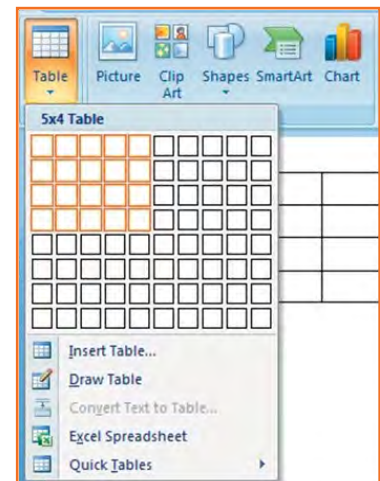 Table Picture Clip Shapes SmartArt Chart
Art
5x4 Table
Insert Table...
Draw Table
Convert Text to Table...
Excel Spreadsheet
Quick Tables